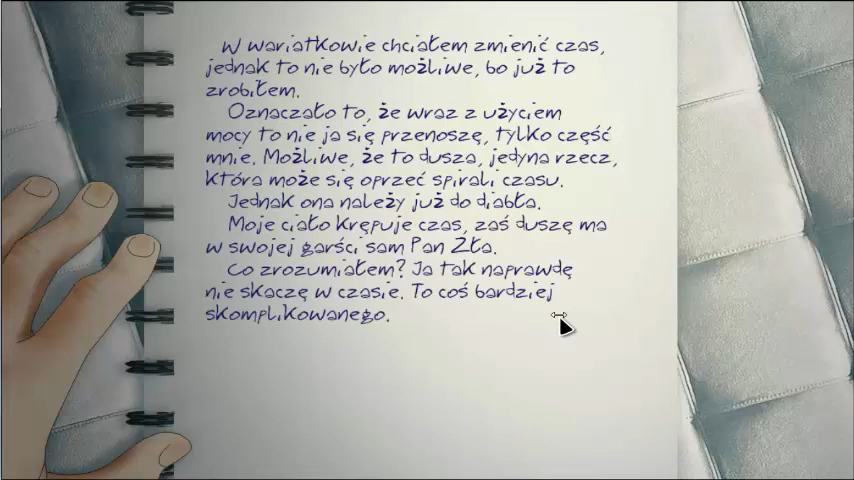 W wariatkowie chciałem zmienić czas,
jednak to nie było możliwe, bo już to
zrobiłem.
Oznaczało to, że wraz z użyciem
mocy to nie ja się przenoszę, tylko część
mnie. Możliwe, że to dusza, jedyna rzecz,
która może się oprzeć spirali czasu.
Jednak ona należy już do diabła.
Moje ciało krępuje czas, zaś duszę ma
w swojej garści sam Pan Zła.
Co zrozumiałem? Ja tak naprawdę
nie skaczę w czasie. To coś bardziej
skomplikowanego.